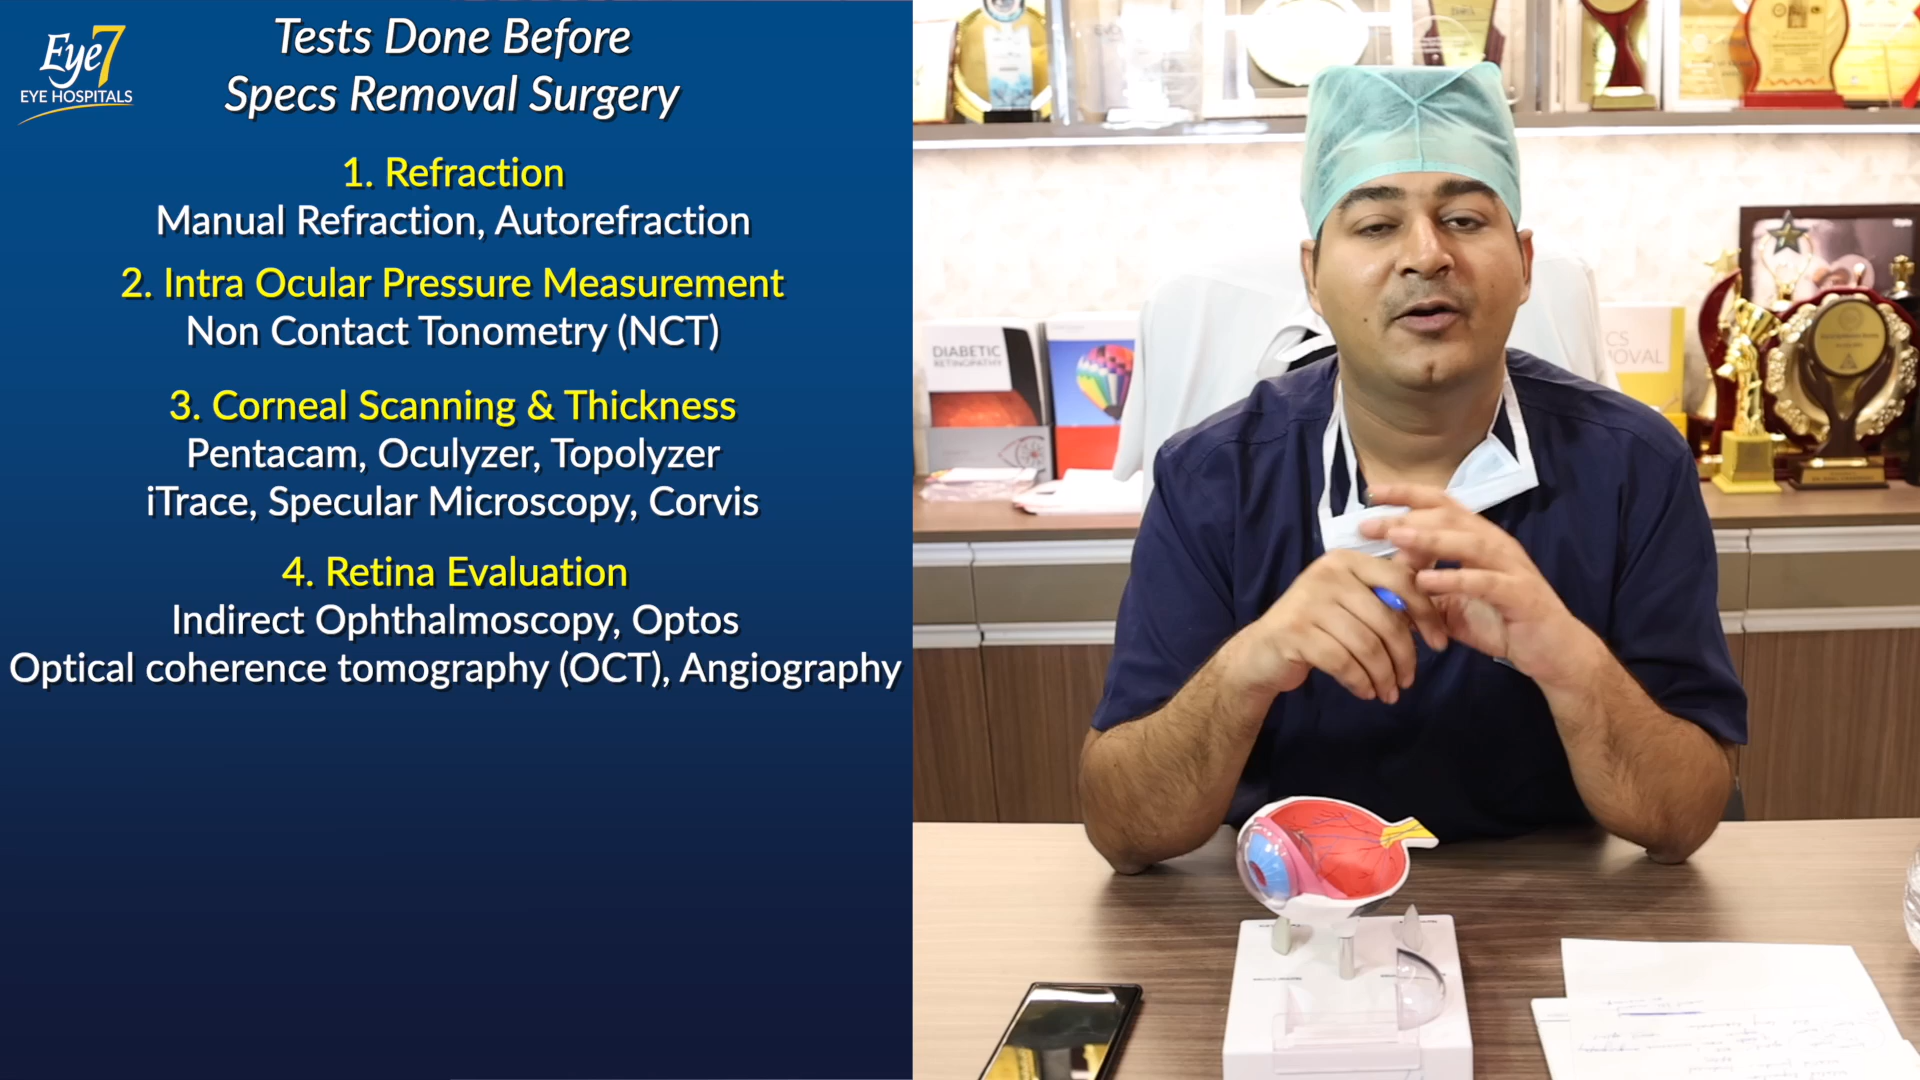 Eye7
EYE HOSPITALS
Tests Done Before
Specs Removal Surgery
1. Refraction
Manual Refraction, Autorefraction
2. Intra Ocular Pressure Measurement
Non Contact Tonometry (NCT)
3. Corneal Scanning & Thickness
Pentacam, Oculyzer, Topolyzer
iTrace, Specular Microscopy, Corvis
4. Retina Evaluation
Indirect Ophthalmoscopy, Optos
Optical coherence tomography (OCT), Angiography
DIABETIC
RETINOPATHY